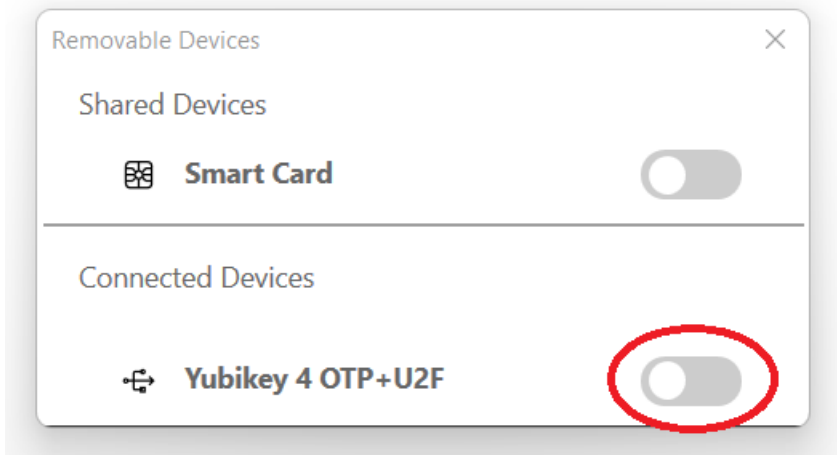 Removable Devices
Shared Devices
Smart Card
Connected Devices
Yubikey 4 OTP+U2F